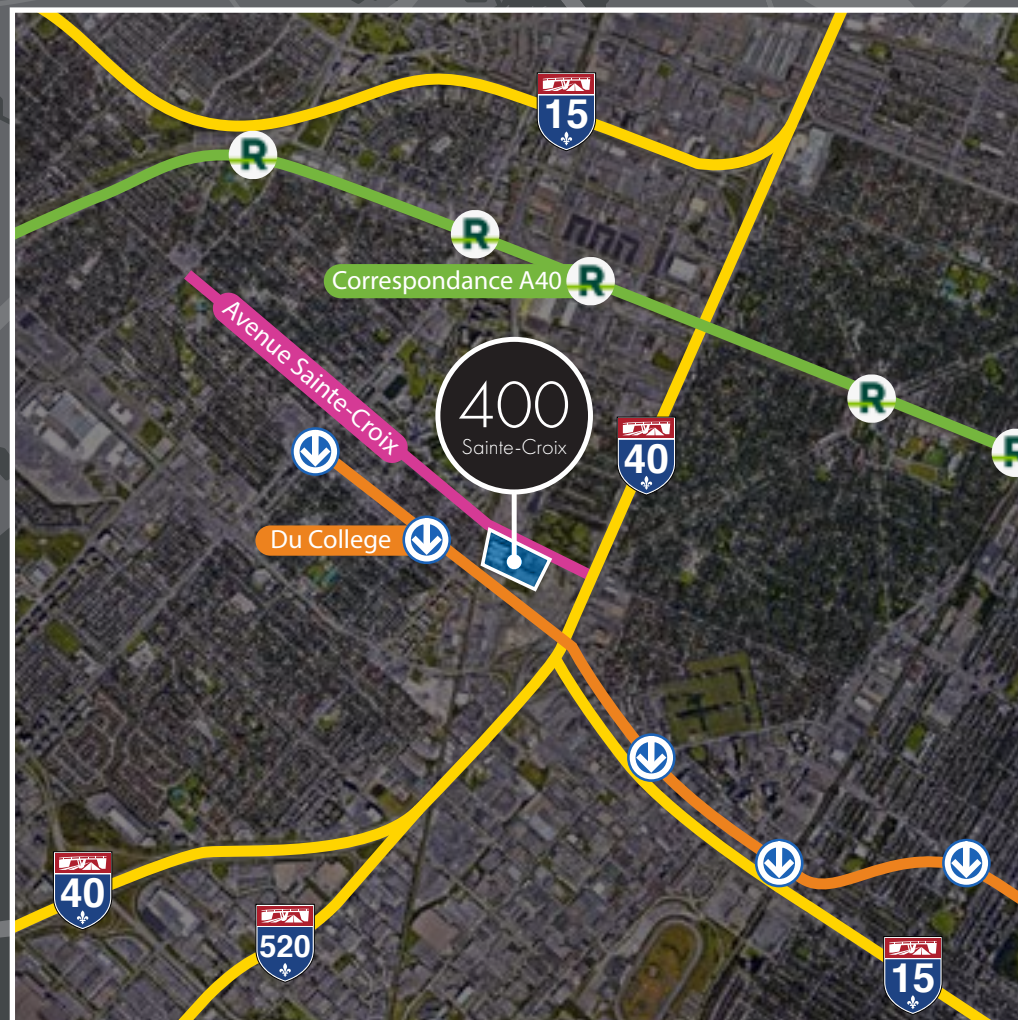 15
R
R
Correspondance A40
R
Avenue Sainte-Croix
400
Sainte-Croix
R
40
R
Du College
40
520
15